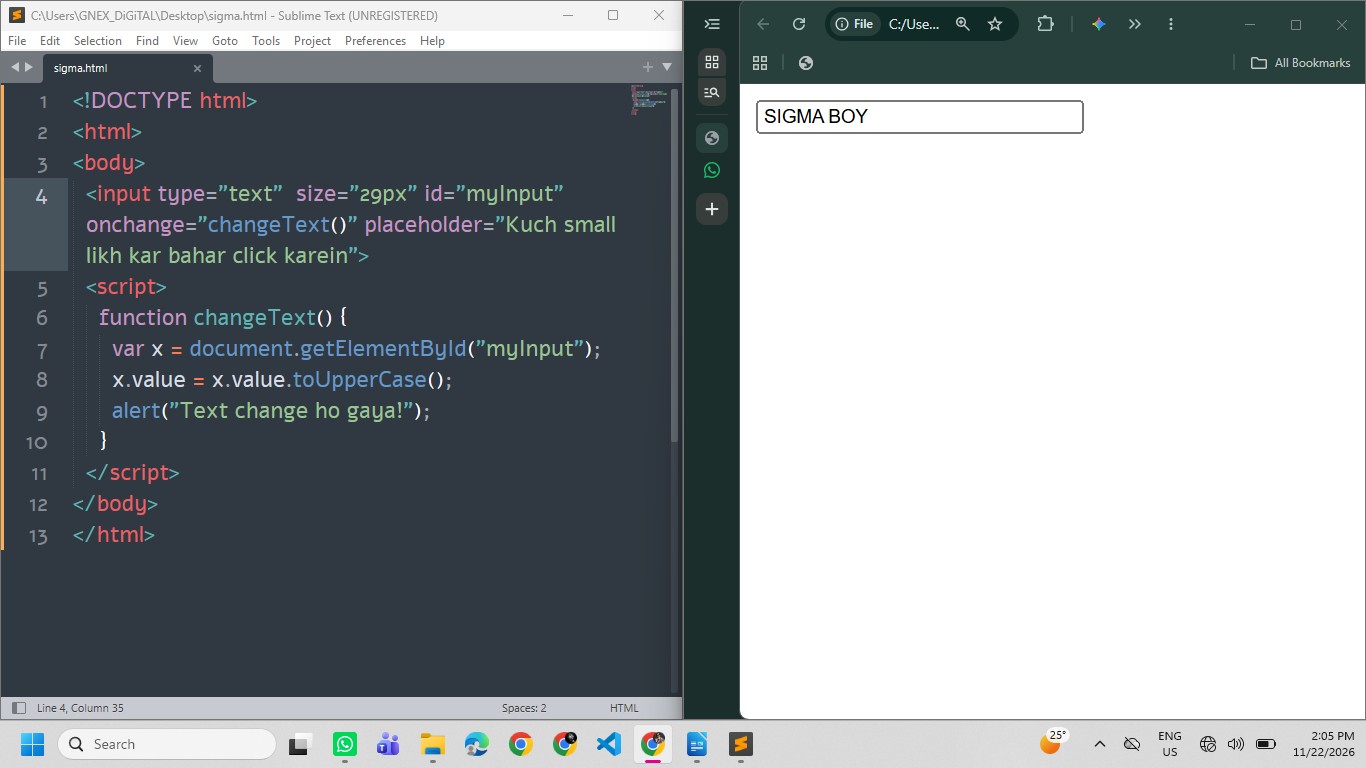 C:\Users\GNEX_DiGiTAL\Desktop\sigma.html - Sublime Text (UNREGISTERED)
File Edit Selection Find View Goto Tools Project Preferences Help
sigma.html
1 <!DOCTYPE html>
2 <html>
3 <body>
4 <input type="text"  size="29px" id="myInput"
onchange="changeText()" placeholder="Kuch small
likh kar bahar click karein">
5 <script>
6 function changeText() {
7 var x = document.getElementById("myInput");
8 x.value = x.value.toUpperCase();
9 alert("Text change ho gaya!");
10 }
11 </script>
12 </body>
13 </html>
Line 4, Column 35
Spaces: 2
HTML
File C:/Use...
All Bookmarks
SIGMA BOY
Search
25°
ENG
US
2:05 PM
11/22/2026